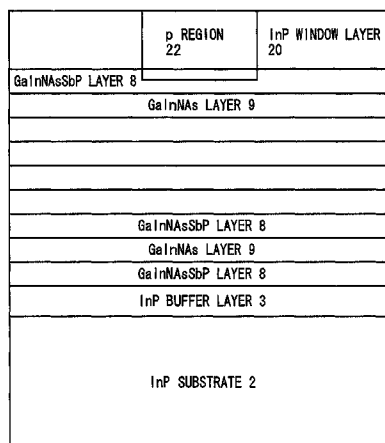 p REGION
22
InP WINDOW LAYER
20
GaInNAsSbP LAYER 8
GaInNAs LAYER 9
GaInNAsSbP LAYER 8
GaInNAs LAYER 9
GaInNAsSbP LAYER 8
InP BUFFER LAYER 3
InP SUBSTRATE 2